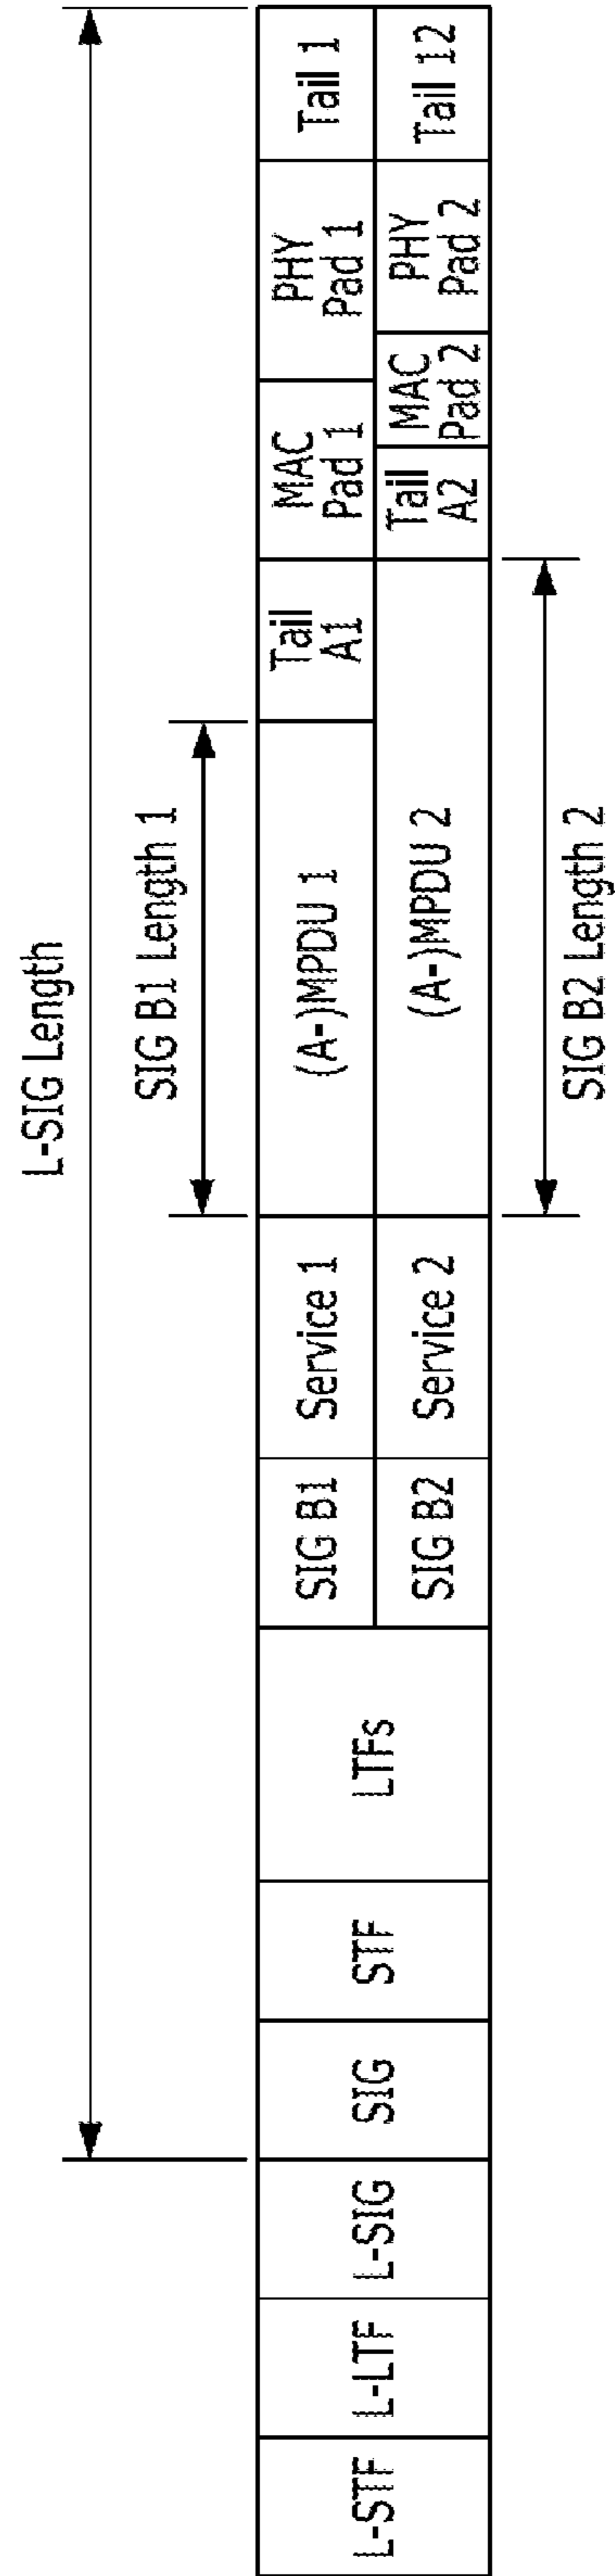 L-SIG Length
SIG B1 Length 1
L-STF
L-LTF
L-SIG
SIG
STF
LTFs
SIG B1
Service 1
(A-)MPDU 1
Tail
A1
MAC
Pad 1
PHY
Pad 1
Tail 1
SIG B2
Service 2
(A-)MPDU 2
Tail
A2
MAC
Pad 2
PHY
Pad 2
Tail 12
SIG B2 Length 2